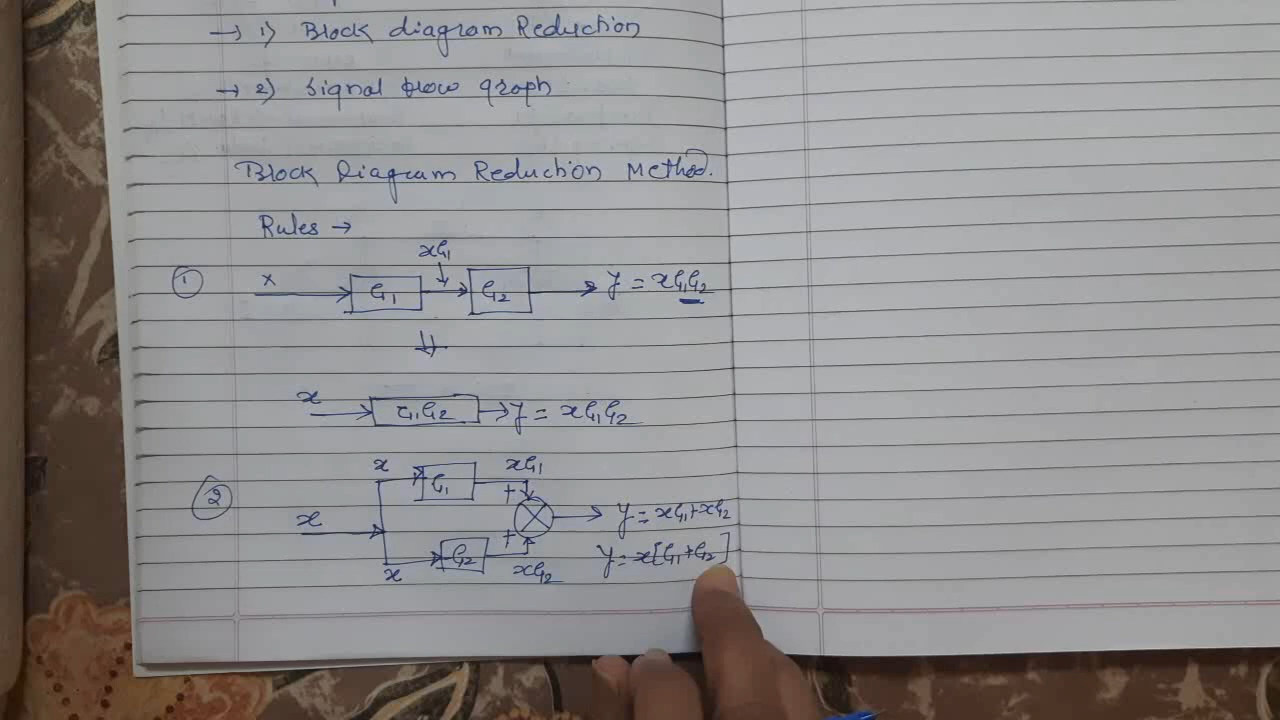 → 1) Block diagram Reduction
→ 2) Signal flow graph
Block Diagram Reduction Method.
Rules →
① x G1 xG1 G2 y = xG1G2
x G1G2 y = xG1G2
② x x G1 xG1 + y = xG1+xG2
x G2 xG2 + y = x[G1+G2]